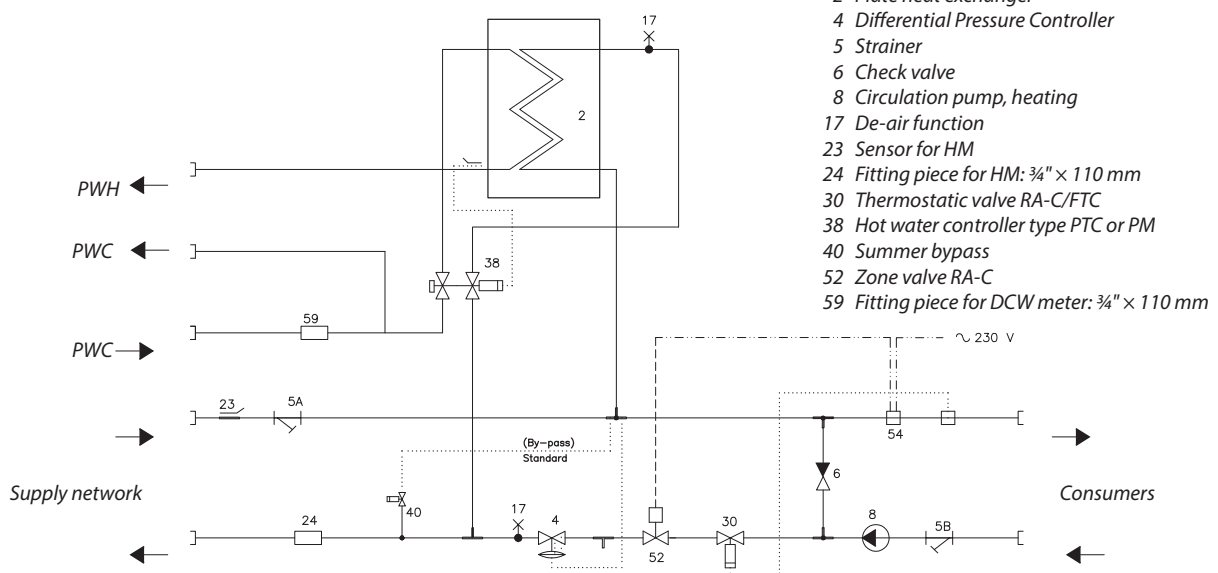 2 Plate heat exchanger
4 Differential Pressure Controller
5 Strainer
6 Check valve
8 Circulation pump, heating
17 De-air function
23 Sensor for HM
24 Fitting piece for HM: ¾" × 110 mm
30 Thermostatic valve RA-C/FTC
38 Hot water controller type PTC or PM
40 Summer bypass
52 Zone valve RA-C
59 Fitting piece for DCW meter: ¾" × 110 mm
17
2
PWH
PWC
38
59
PWC
~ 230 V
23
5A
54
(By-pass)
Standard
6
Supply network
Consumers
40
24
17
4
52
30
8
5B